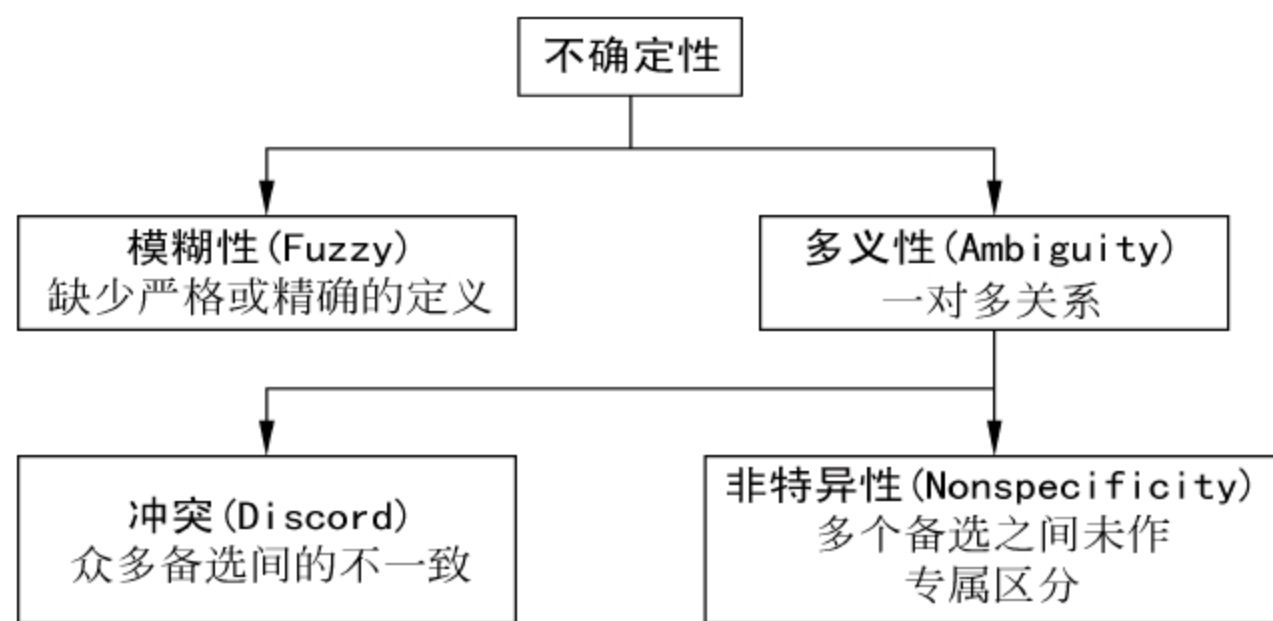 不确定性
模糊性(Fuzzy)
缺少严格或精确的定义
多义性(Ambiguity)
一对多关系
冲突(Discord)
众多备选间的不一致
非特异性(Nonspecificity)
多个备选之间未作
专属区分